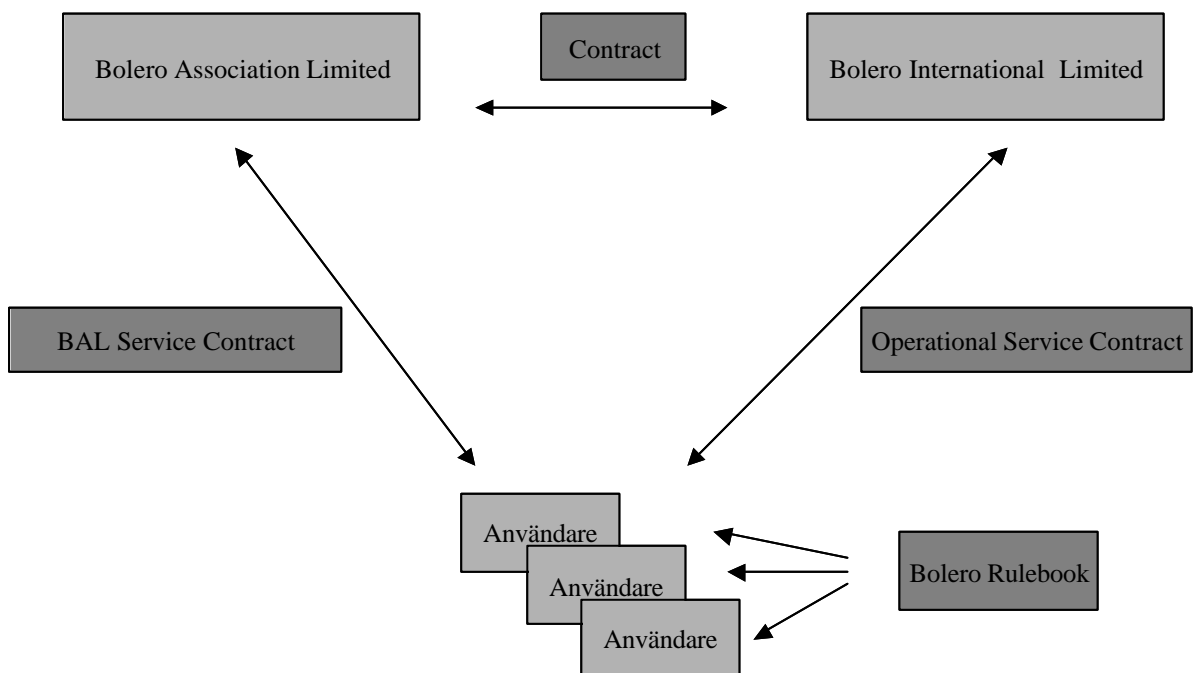 Bolero Association Limited
Contract
Bolero International Limited
BAL Service Contract
Operational Service Contract
Användare
Användare
Användare
Bolero Rulebook